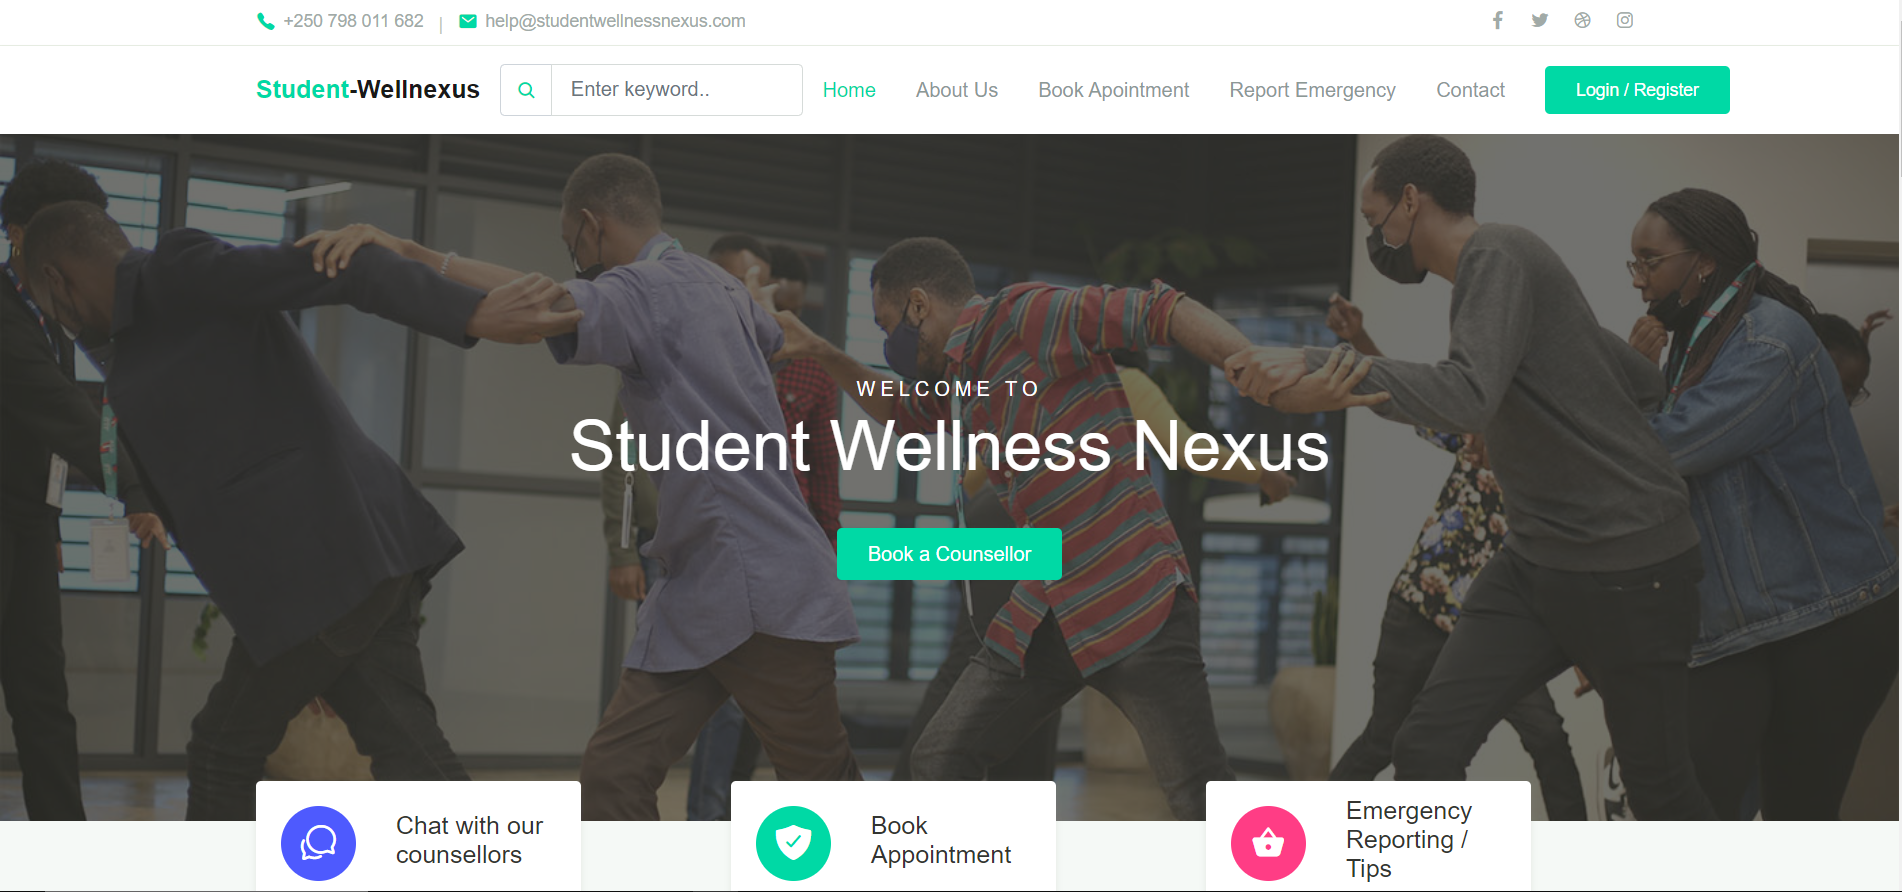 +250 798 011 682 | help@studentwellnessnexus.com
Student-Wellnexus
Enter keyword..
Home
About Us
Book Apointment
Report Emergency
Contact
Login / Register
WELCOME TO
Student Wellness Nexus
Book a Counsellor
Chat with our
counsellors
Book
Appointment
Emergency
Reporting /
Tips